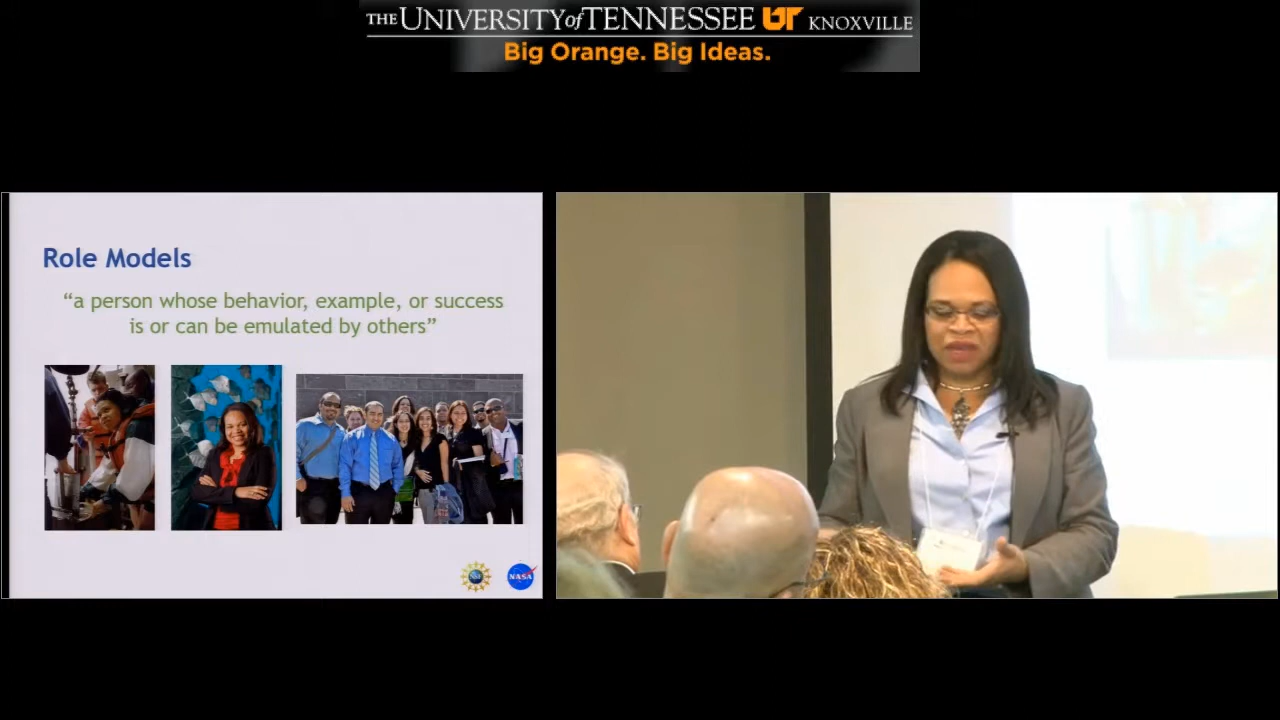 THE UNIVERSITY of TENNESSEE UT KNOXVILLE
Big Orange. Big Ideas.
Role Models
“a person whose behavior, example, or success
is or can be emulated by others”
NSF
NASA